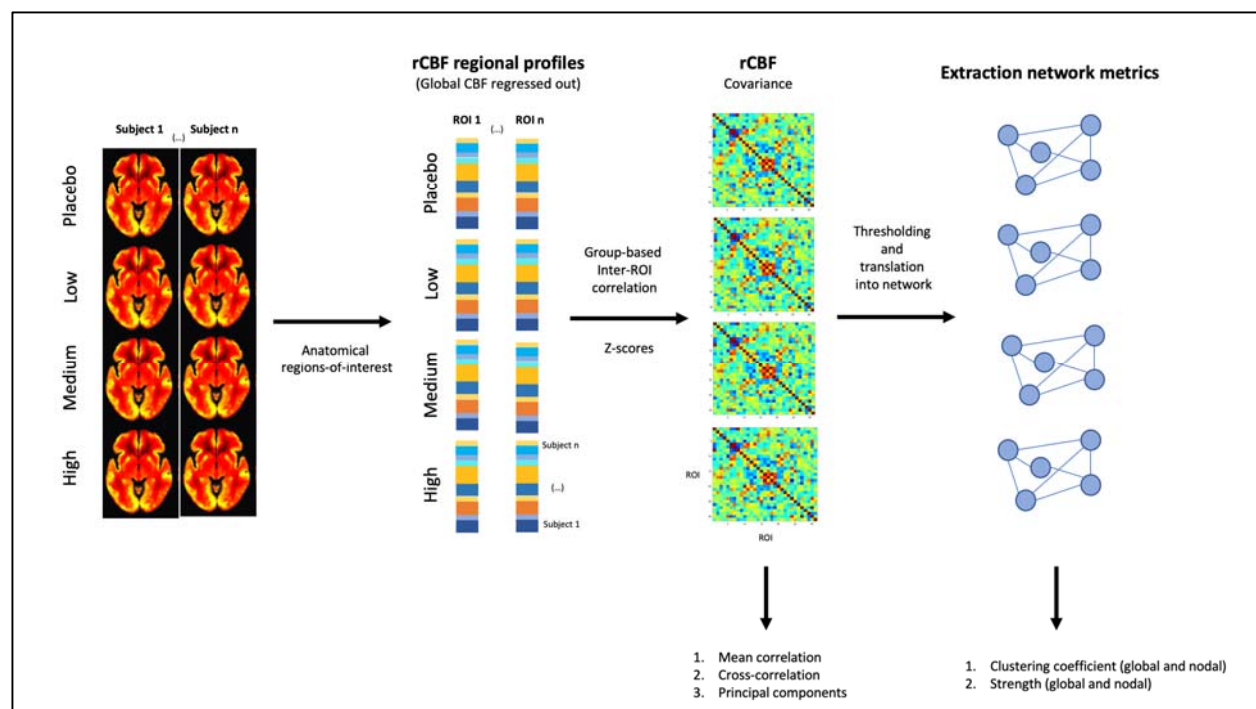 rCBF regional profiles
(Global CBF regressed out)
rCBF
Covariance
Extraction network metrics
Subject 1
(...)
Subject n
ROI 1
(...)
ROI n
Placebo
Low
Medium
High
Anatomical
regions-of-interest
Placebo
Low
Medium
High
Subject n
(...)
Subject 1
Group-based
Inter-ROI
correlation
Z-scores
ROI
ROI
Thresholding
and
translation
into network
1. Mean correlation
2. Cross-correlation
3. Principal components
1. Clustering coefficient (global and nodal)
2. Strength (global and nodal)